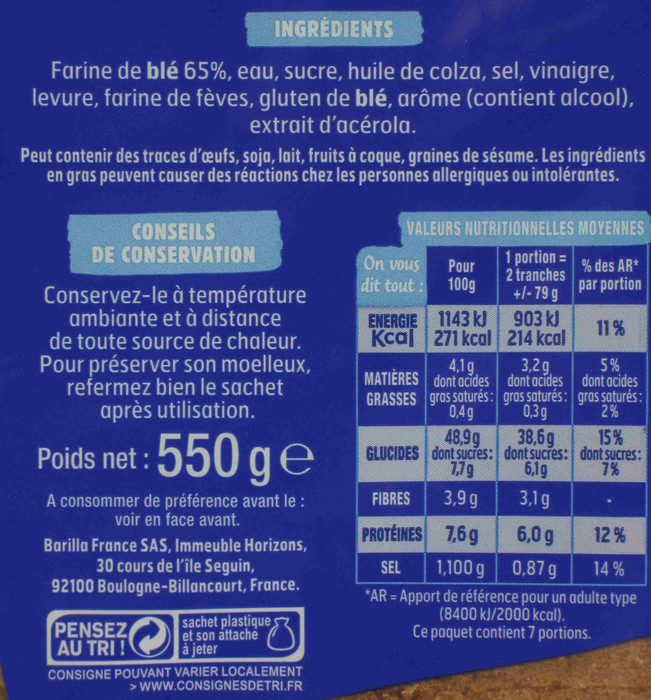 INGRÉDIENTS
Farine de blé 65%, eau, sucre, huile de colza, sel, vinaigre,
levure, farine de fèves, gluten de blé, arôme (contient alcool),
extrait d'acérola.
Peut contenir des traces d'œufs, soja, lait, fruits à coque, graines de sésame. Les ingrédients
en gras peuvent causer des réactions chez les personnes allergiques ou intolérantes.
CONSEILS
DE CONSERVATION
Conservez-le à température
ambiante et à distance
de toute source de chaleur.
Pour préserver son moelleux,
refermez bien le sachet
après utilisation.
Poids net : 550 g e
A consommer de préférence avant le :
voir en face avant.
Barilla France SAS, Immeuble Horizons,
30 cours de l'île Seguin,
92100 Boulogne-Billancourt, France.
PENSEZ
AU TRI !
sachet plastique
et son attache
à jeter
CONSIGNE POUVANT VARIER LOCALEMENT
> WWW.CONSIGNESDETRI.FR
VALEURS NUTRITIONNELLES MOYENNES
On vous
dit tout :
Pour
100g
1 portion =
2 tranches
+/- 79 g
% des AR*
par portion
ENERGIE
Kcal
1143 kJ
271 kcal
903 kJ
214 kcal
11 %
MATIÈRES
GRASSES
4,1 g
dont acides
gras saturés :
0,4 g
3,2 g
dont acides
gras saturés :
0,3 g
5 %
dont acides
gras saturés :
2 %
GLUCIDES
48,9 g
dont sucres:
7,7 g
38,6 g
dont sucres:
6,1 g
15 %
dont sucres:
7 %
FIBRES
3,9 g
3,1 g
-
PROTÉINES
7,6 g
6,0 g
12 %
SEL
1,100 g
0,87 g
14 %
*AR = Apport de référence pour un adulte type
(8400 kJ/2000 kcal).
Ce paquet contient 7 portions.